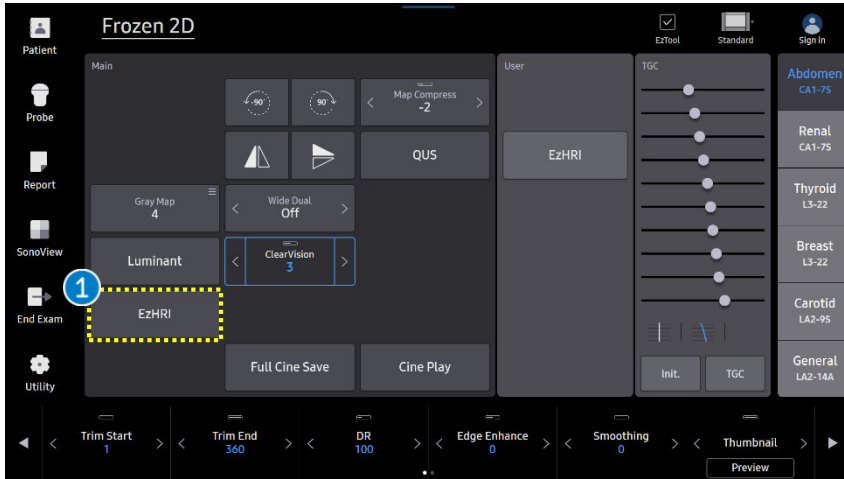 Patient
Probe
Report
SonoView
End Exam
Utility
Frozen 2D
EzTool
Standard
Sign In
Main
-90°
90°
Map Compress
-2
QUS
Gray Map
4
Wide Dual
Off
Luminant
ClearVision
3
1
EzHRI
Full Cine Save
Cine Play
User
EzHRI
TGC
Init.
TGC
Abdomen
CA1-7S
Renal
CA1-7S
Thyroid
L3-22
Breast
L3-22
Carotid
LA2-9S
General
LA2-14A
Trim Start
1
Trim End
360
DR
100
Edge Enhance
0
Smoothing
0
Thumbnail
Preview